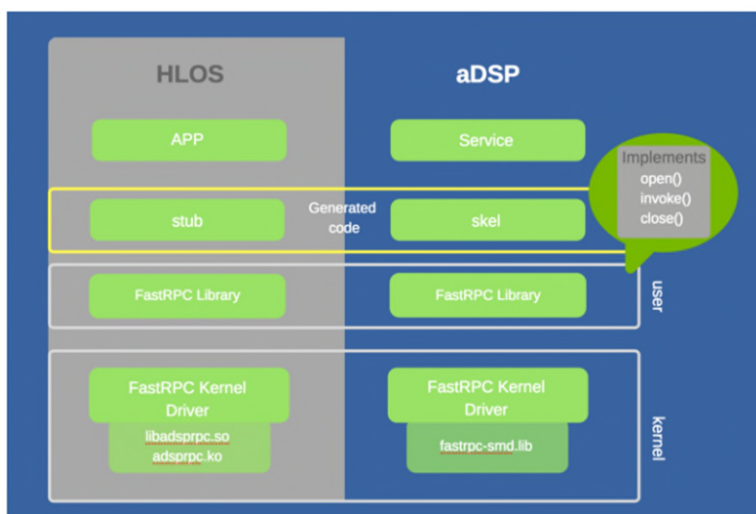 HLOS
aDSP
APP
Service
Implements
open()
invoke()
close()
stub
Generated
code
skel
FastRPC Library
FastRPC Library
user
FastRPC Kernel
Driver
libadsprpc.so
adsprpc.ko
FastRPC Kernel
Driver
fastrpc-smd.lib
kernel